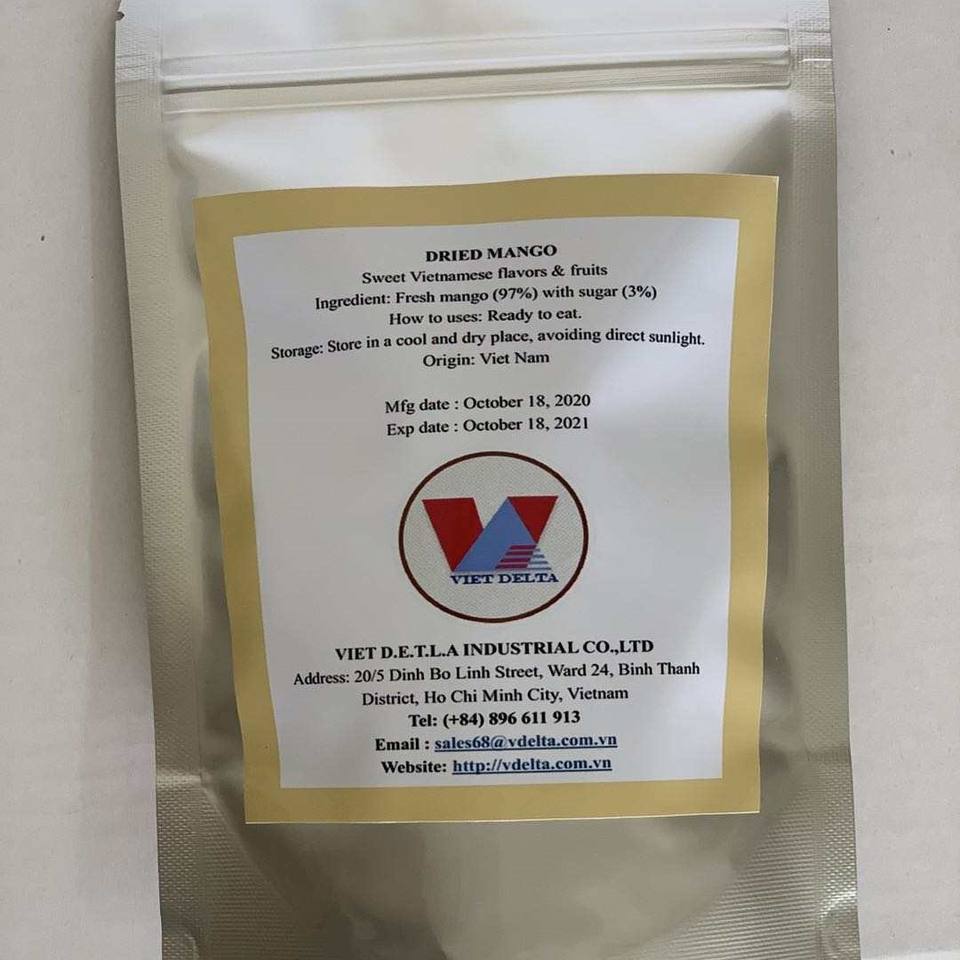 DRIED MANGO
Sweet Vietnamese flavors & fruits
Ingredient: Fresh mango (97%) with sugar (3%)
How to uses: Ready to eat.
Storage: Store in a cool and dry place, avoiding direct sunlight.
Origin: Viet Nam
Mfg date : October 18, 2020
Exp date : October 18, 2021
VIET DELTA
VIET D.E.T.L.A INDUSTRIAL CO.,LTD
Address: 20/5 Dinh Bo Linh Street, Ward 24, Binh Thanh
District, Ho Chi Minh City, Vietnam
Tel: (+84) 896 611 913
Email : sales68@vdelta.com.vn
Website: http://vdelta.com.vn